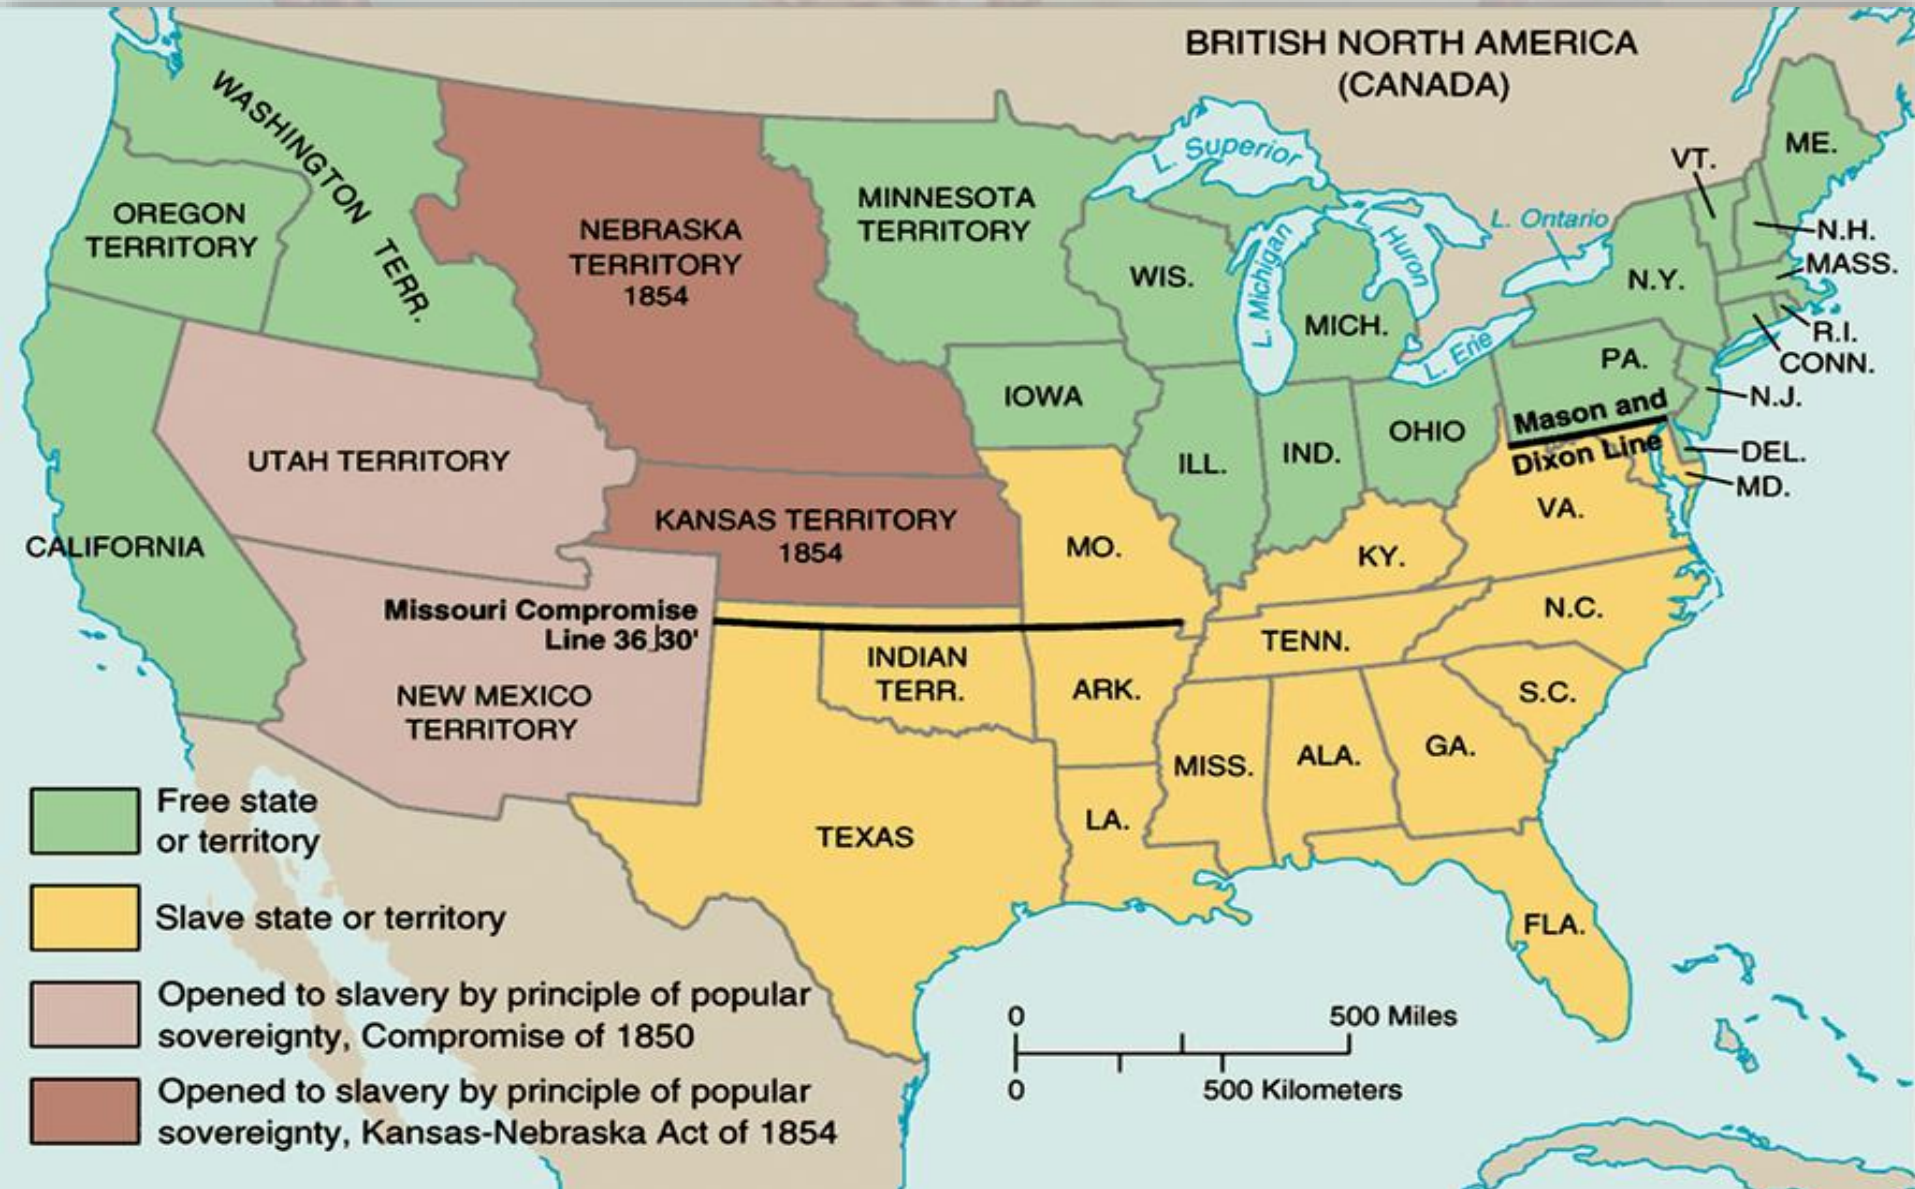 BRITISH NORTH AMERICA
(CANADA)
WASHINGTON TERR.
OREGON
TERRITORY
NEBRASKA
TERRITORY
1854
MINNESOTA
TERRITORY
L. Superior
L. Michigan
Huron
L. Ontario
L. Erie
WIS.
MICH.
VT.
ME.
N.H.
MASS.
N.Y.
R.I.
CONN.
PA.
N.J.
Mason and
Dixon Line
DEL.
MD.
IOWA
ILL.
IND.
OHIO
UTAH TERRITORY
CALIFORNIA
KANSAS TERRITORY
1854
MO.
KY.
VA.
Missouri Compromise
Line 36⌋30'
N.C.
TENN.
INDIAN
TERR.
ARK.
S.C.
NEW MEXICO
TERRITORY
MISS.
ALA.
GA.
TEXAS
LA.
FLA.
Free state
or territory
Slave state or territory
Opened to slavery by principle of popular
sovereignty, Compromise of 1850
Opened to slavery by principle of popular
sovereignty, Kansas-Nebraska Act of 1854
0 500 Miles
0 500 Kilometers